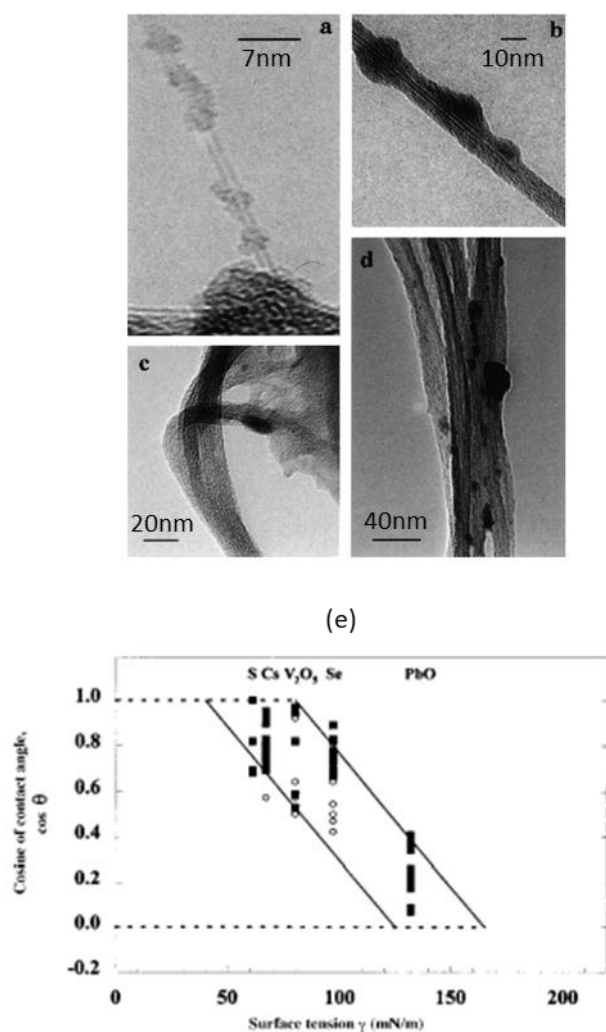 a
7nm
b
10nm
c
20nm
d
40nm
(e)
S Cs V₂O₅ Se PbO
1.0
0.8
0.6
0.4
0.2
0.0
-0.2
Cosine of contact angle,
cos θ
0 50 100 150 200
Surface tension γ (mN/m)